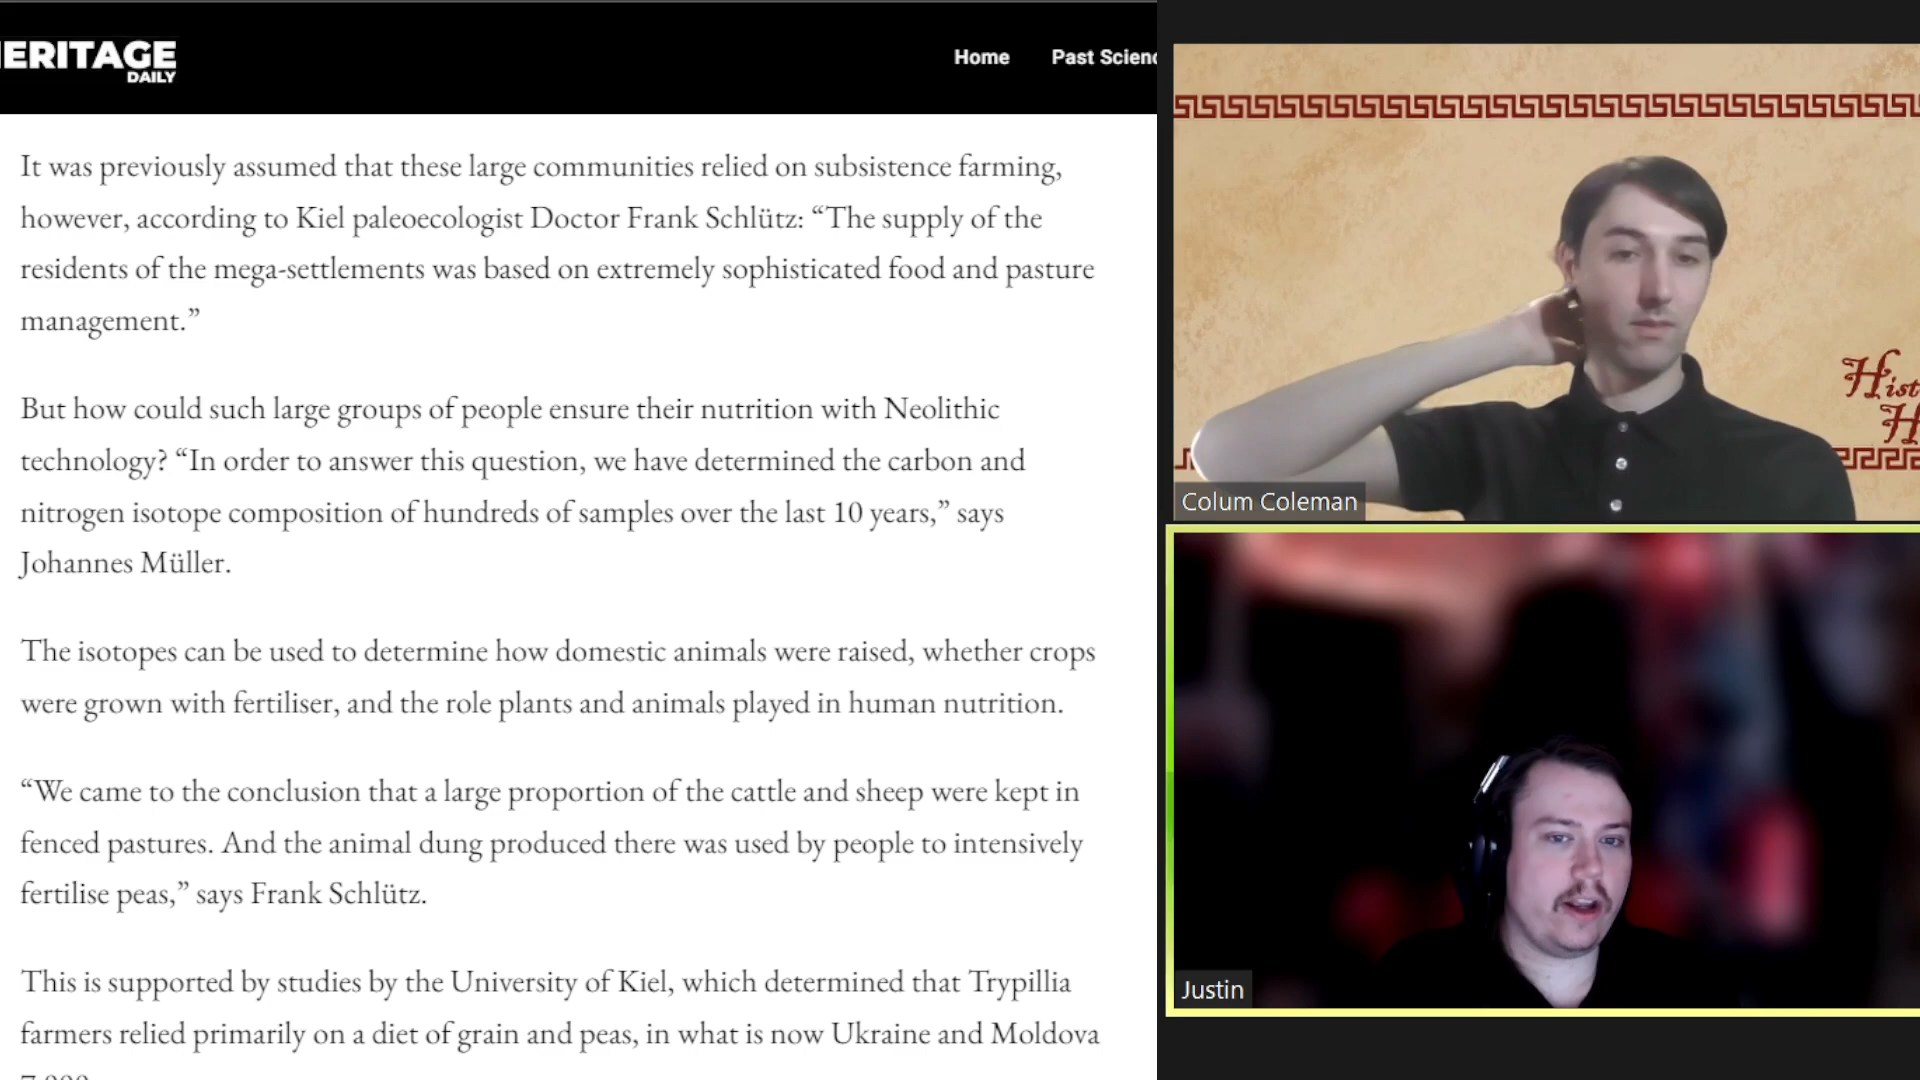 HERITAGE
DAILY
Home
Past Scienc
It was previously assumed that these large communities relied on subsistence farming,
however, according to Kiel paleoecologist Doctor Frank Schlütz: “The supply of the
residents of the mega-settlements was based on extremely sophisticated food and pasture
management.”
But how could such large groups of people ensure their nutrition with Neolithic
technology? “In order to answer this question, we have determined the carbon and
nitrogen isotope composition of hundreds of samples over the last 10 years,” says
Johannes Müller.
The isotopes can be used to determine how domestic animals were raised, whether crops
were grown with fertiliser, and the role plants and animals played in human nutrition.
“We came to the conclusion that a large proportion of the cattle and sheep were kept in
fenced pastures. And the animal dung produced there was used by people to intensively
fertilise peas,” says Frank Schlütz.
This is supported by studies by the University of Kiel, which determined that Trypillia
farmers relied primarily on a diet of grain and peas, in what is now Ukraine and Moldova
Hist
H
Colum Coleman
Justin